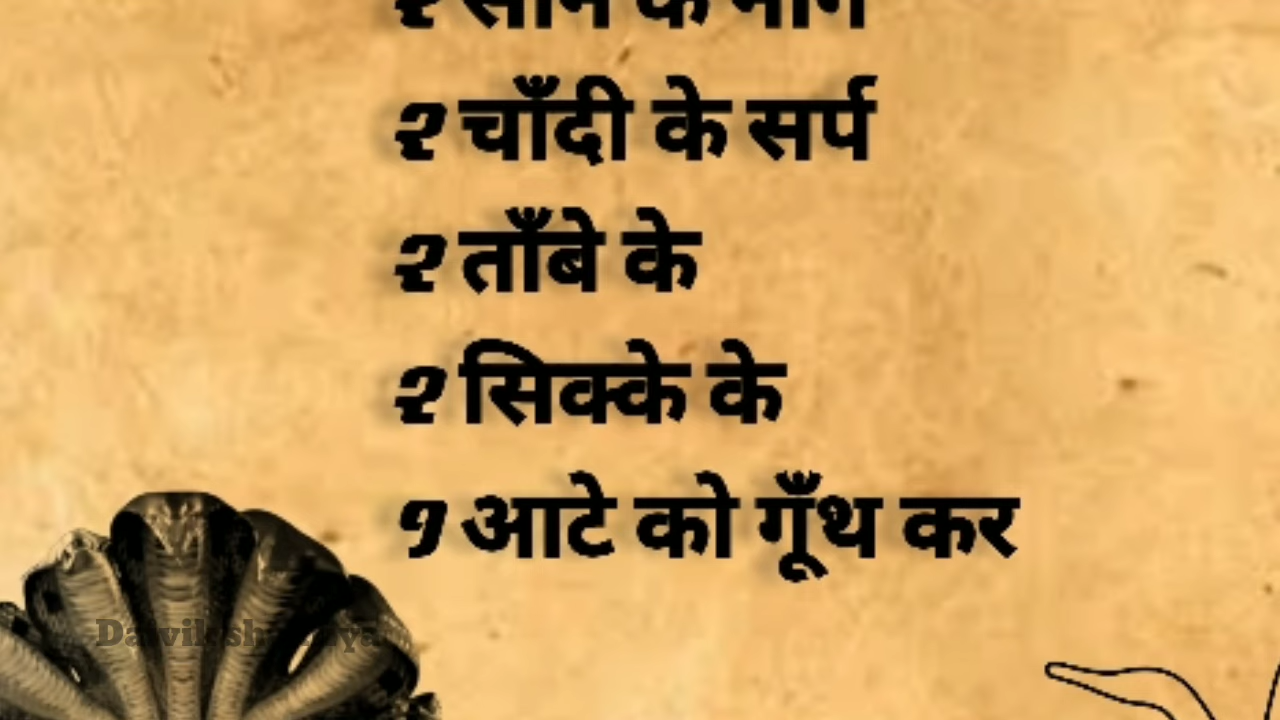 २ चाँदी के सर्प
२ ताँबे के
२ सिक्के के
१ आटे को गूँथ कर